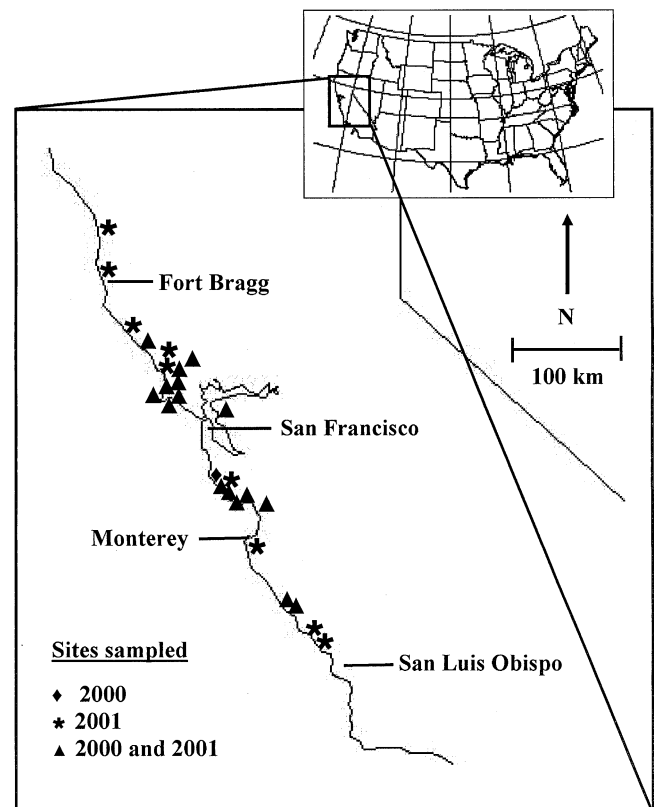 Fort Bragg
N
100 km
San Francisco
Monterey
Sites sampled
San Luis Obispo
2000
2001
2000 and 2001